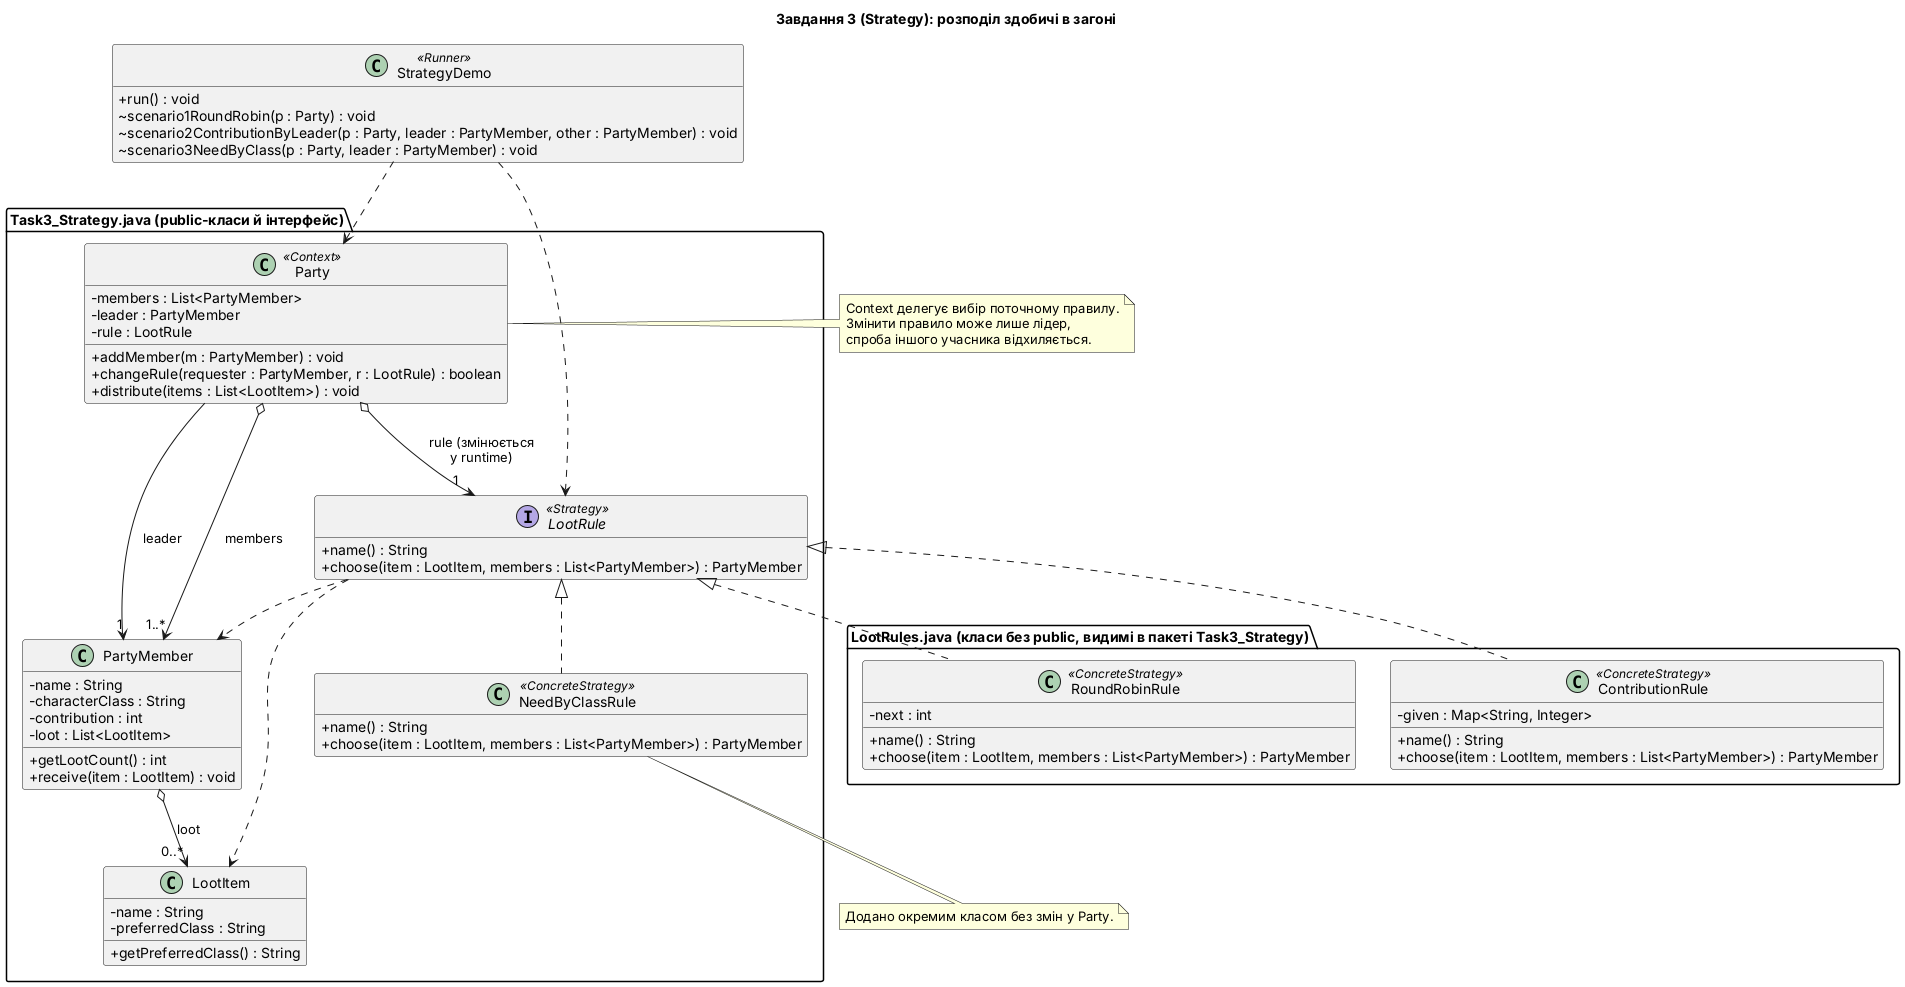 Завдання 3 (Strategy): розподіл здобичі в загоні
«Runner»
C StrategyDemo
+run() : void
~scenario1RoundRobin(p : Party) : void
~scenario2ContributionByLeader(p : Party, leader : PartyMember, other : PartyMember) : void
~scenario3NeedByClass(p : Party, leader : PartyMember) : void
Task3_Strategy.java (public-класи й інтерфейс)
«Context»
C Party
-members : List<PartyMember>
-leader : PartyMember
-rule : LootRule
+addMember(m : PartyMember) : void
+changeRule(requester : PartyMember, r : LootRule) : boolean
+distribute(items : List<LootItem>) : void
Context делегує вибір поточному правилу.
Змінити правило може лише лідер,
спроба іншого учасника відхиляється.
rule (змінюється
у runtime)
1
leader
members
1
1..*
«Strategy»
I LootRule
+name() : String
+choose(item : LootItem, members : List<PartyMember>) : PartyMember
C PartyMember
-name : String
-characterClass : String
-contribution : int
-loot : List<LootItem>
+getLootCount() : int
+receive(item : LootItem) : void
«ConcreteStrategy»
C NeedByClassRule
+name() : String
+choose(item : LootItem, members : List<PartyMember>) : PartyMember
LootRules.java (класи без public, видимі в пакеті Task3_Strategy)
«ConcreteStrategy»
C RoundRobinRule
-next : int
+name() : String
+choose(item : LootItem, members : List<PartyMember>) : PartyMember
«ConcreteStrategy»
C ContributionRule
-given : Map<String, Integer>
+name() : String
+choose(item : LootItem, members : List<PartyMember>) : PartyMember
loot
0..*
C LootItem
-name : String
-preferredClass : String
+getPreferredClass() : String
Додано окремим класом без змін у Party.